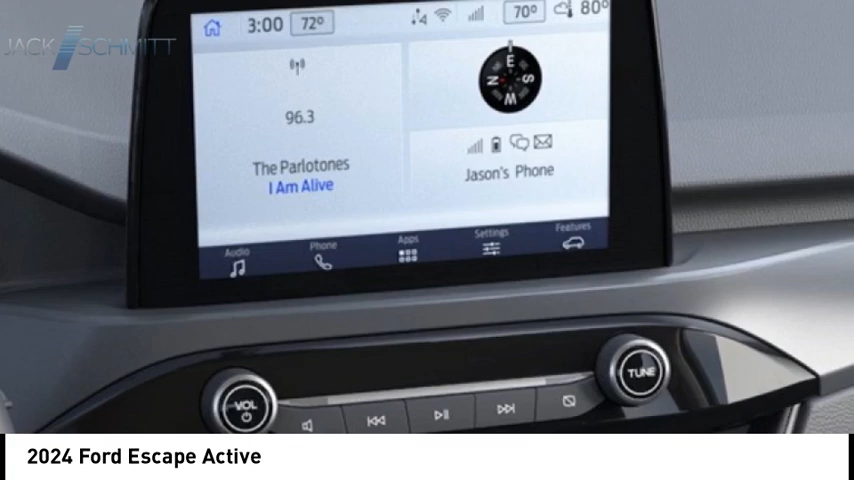 JACK SCHMITT
3:00 72° 70° 80°
96.3
The Parlotones
I Am Alive
E
N S
W
Jason's Phone
Audio Phone Apps Settings Features
VOL TUNE
2024 Ford Escape Active